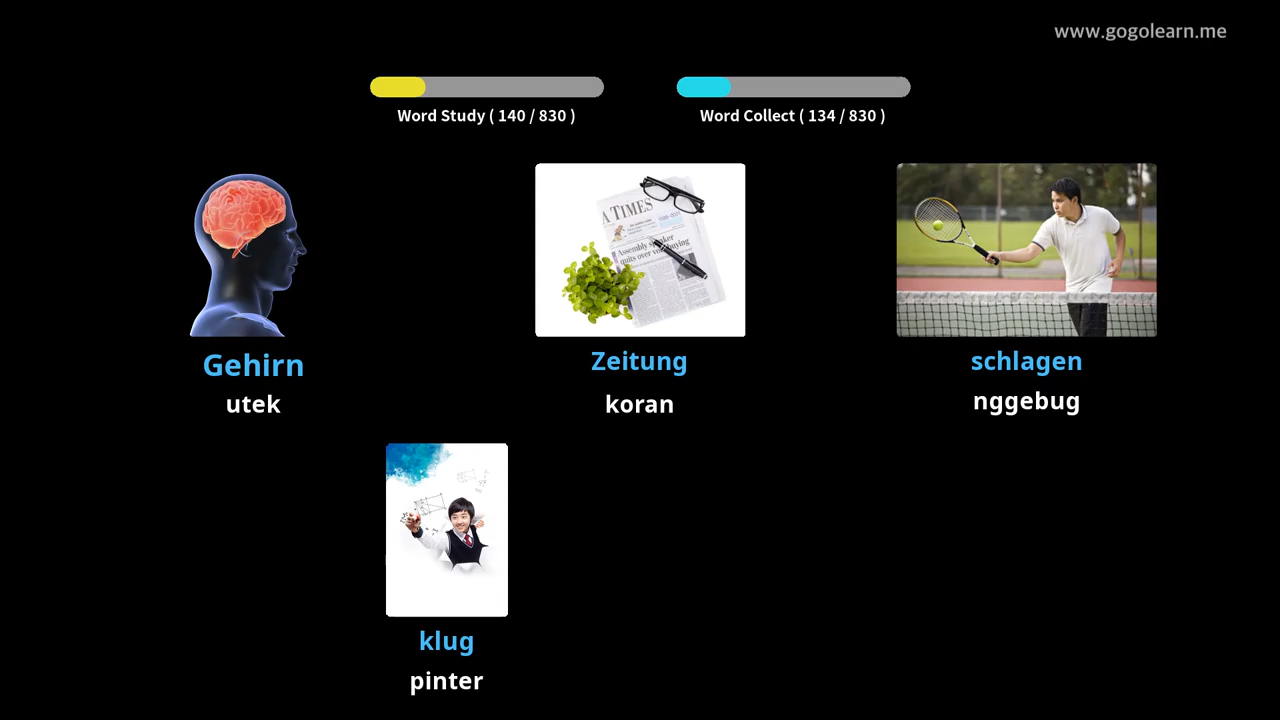 www.gogolearn.me
Word Study ( 140 / 830 )
Word Collect ( 134 / 830 )
A TIMES
Gehirn
Zeitung
schlagen
utek
koran
nggebug
klug
pinter